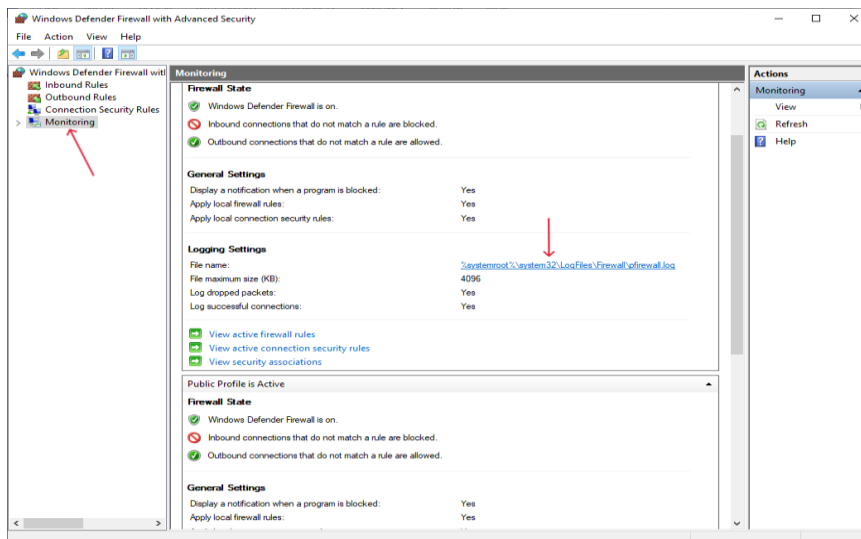 Windows Defender Firewall with Advanced Security
File Action View Help
Windows Defender Firewall witl
Inbound Rules
Outbound Rules
Connection Security Rules
Monitoring
Monitoring
Firewall State
Windows Defender Firewall is on.
Inbound connections that do not match a rule are blocked.
Outbound connections that do not match a rule are allowed.
General Settings
Display a notification when a program is blocked: Yes
Apply local firewall rules: Yes
Apply local connection security rules: Yes
Logging Settings
File name: %systemroot%\system32\LogFiles\Firewall\pfirewall.log
File maximum size (KB): 4096
Log dropped packets: Yes
Log successful connections: Yes
View active firewall rules
View active connection security rules
View security associations
Public Profile is Active
Firewall State
Windows Defender Firewall is on.
Inbound connections that do not match a rule are blocked.
Outbound connections that do not match a rule are allowed.
General Settings
Display a notification when a program is blocked: Yes
Apply local firewall rules: Yes
Actions
Monitoring
View
Refresh
Help